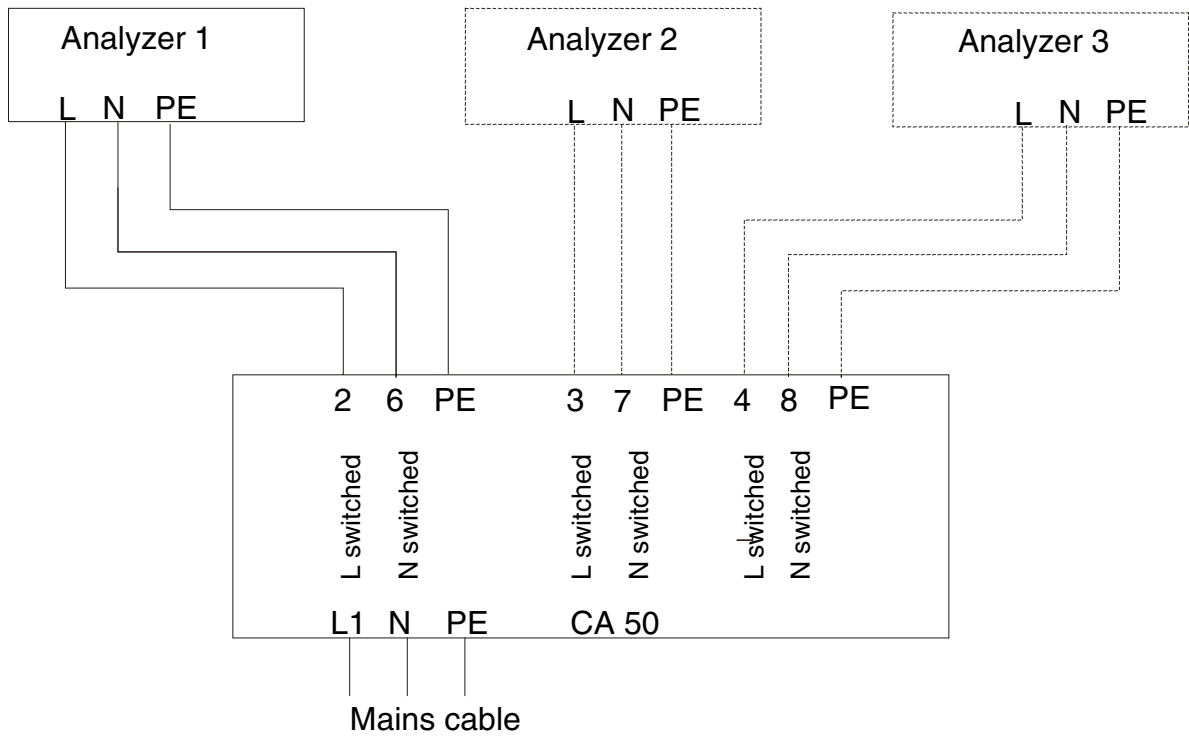 Analyzer 1 Analyzer 2 Analyzer 3
L N PE L N PE L N PE
2 6 PE 3 7 PE 4 8 PE
L switched
N switched
L switched
N switched
L switched
N switched
L1 N PE CA 50
Mains cable